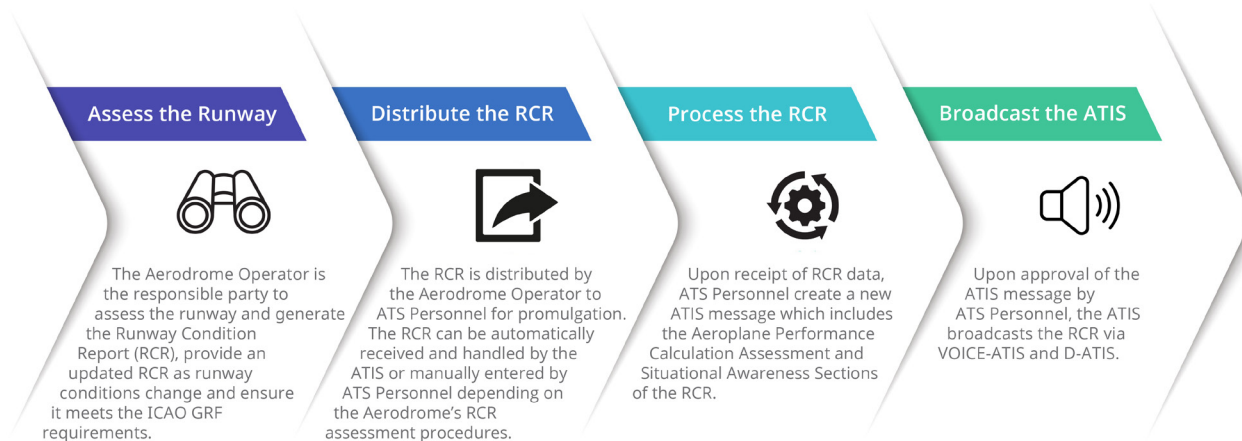 Assess the Runway
The Aerodrome Operator is
the responsible party to
assess the runway and generate
the Runway Condition
Report (RCR), provide an
updated RCR as runway
conditions change and ensure
it meets the ICAO GRF
requirements.
Distribute the RCR
The RCR is distributed by
the Aerodrome Operator to
ATS Personnel for promulgation.
The RCR can be automatically
received and handled by the
ATIS or manually entered by
ATS Personnel depending on
the Aerodrome's RCR
assessment procedures.
Process the RCR
Upon receipt of RCR data,
ATS Personnel create a new
ATIS message which includes
the Aeroplane Performance
Calculation Assessment and
Situational Awareness Sections
of the RCR.
Broadcast the ATIS
Upon approval of the
ATIS message by
ATS Personnel, the ATIS
broadcasts the RCR via
VOICE-ATIS and D-ATIS.